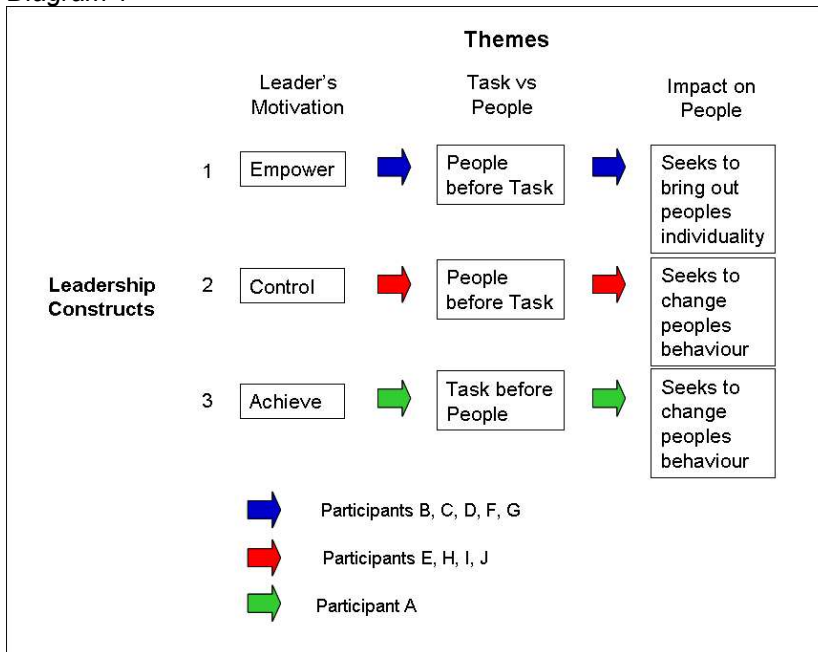 Themes
Leader's
Motivation
Task vs
People
Impact on
People
1
Empower
People
before Task
Seeks to
bring out
peoples
individuality
Leadership
Constructs
2
Control
People
before Task
Seeks to
change
peoples
behaviour
3
Achieve
Task before
People
Seeks to
change
peoples
behaviour
Participants B, C, D, F, G
Participants E, H, I, J
Participant A